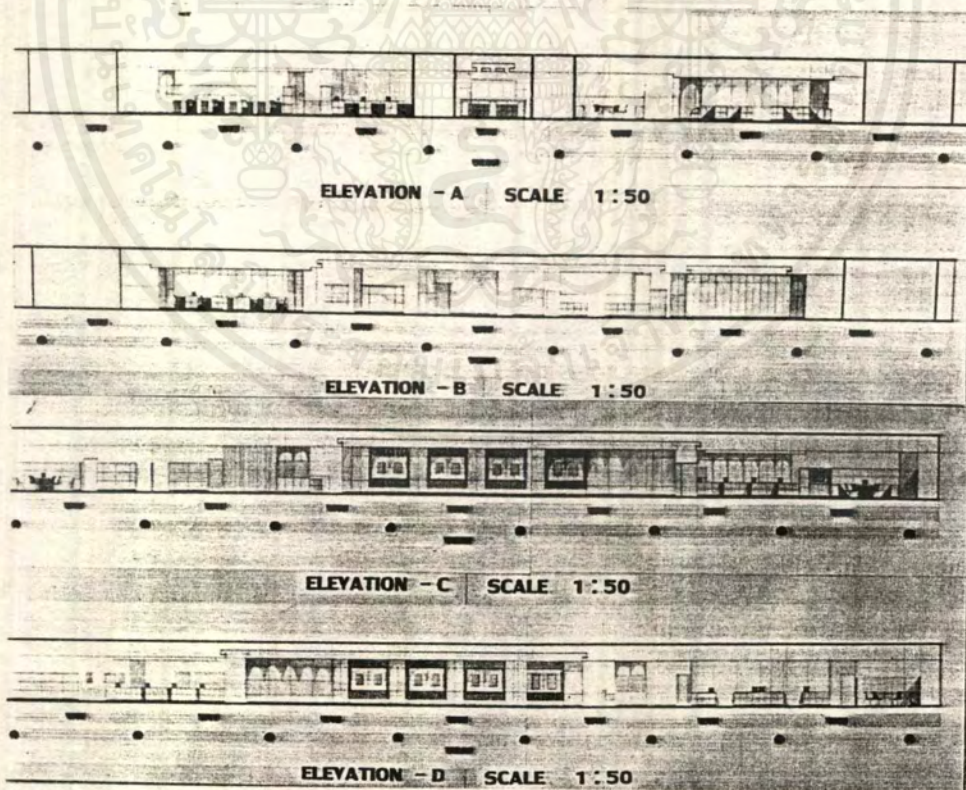 ELEVATION - A SCALE 1:50
ELEVATION - B SCALE 1:50
ELEVATION - C SCALE 1:50
ELEVATION - D SCALE 1:50